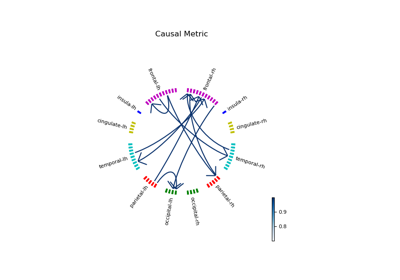 Causal Metric
frontal-lh
frontal-rh
insula-lh
insula-rh
cingulate-lh
cingulate-rh
temporal-lh
temporal-rh
parietal-lh
parietal-rh
occipital-lh
occipital-rh
0.9
0.8